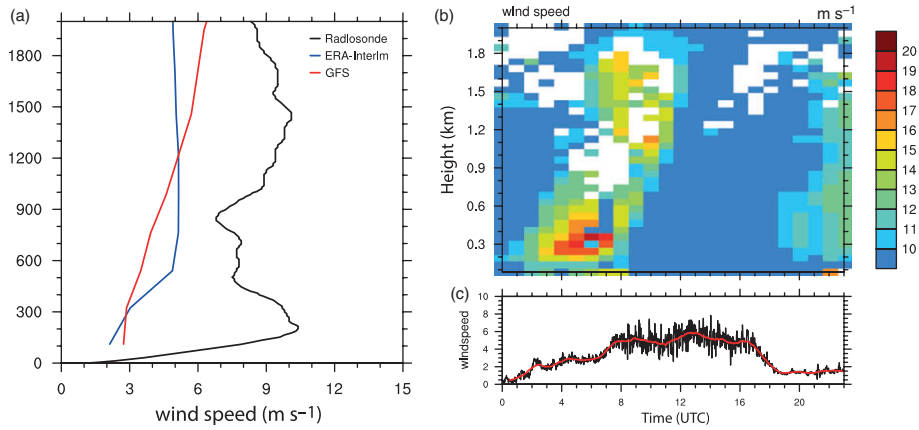 (a)
1800
1500
1200
900
600
300
0
0 3 6 9 12 15
wind speed (m s–1)
Radlosonde
ERA-Interlm
GFS
(b)
wind speed
m s–1
1.8
1.5
1.2
0.9
0.6
0.3
Height (km)
20
19
18
17
16
15
14
13
12
11
10
(c)
10
8
6
4
2
0
windspeed
0 4 8 12 16 20
Time (UTC)